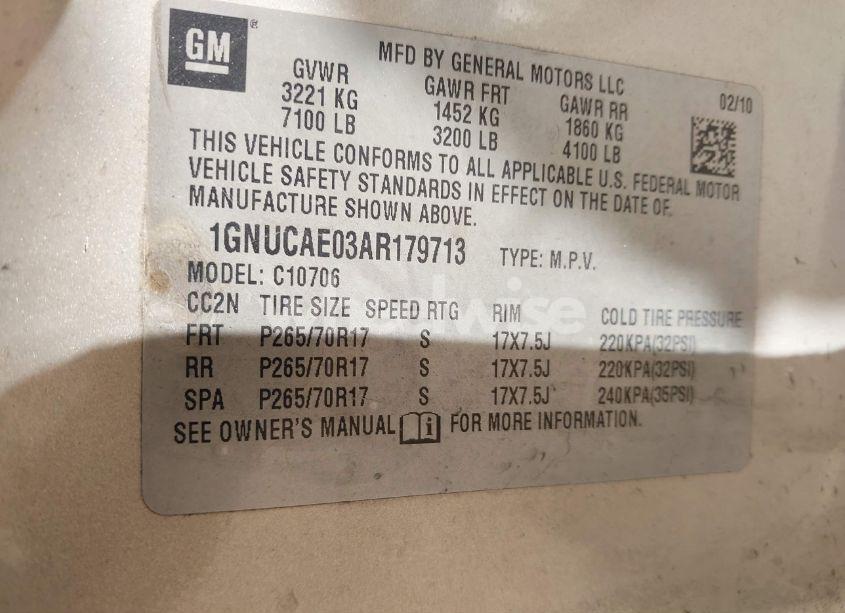 GM®
MFD BY GENERAL MOTORS LLC
02/10
GVWR GAWR FRT GAWR RR
3221 KG 1452 KG 1860 KG
7100 LB 3200 LB 4100 LB
THIS VEHICLE CONFORMS TO ALL APPLICABLE U.S. FEDERAL MOTOR
VEHICLE SAFETY STANDARDS IN EFFECT ON THE DATE OF
MANUFACTURE SHOWN ABOVE.
1GNUCAE03AR179713 TYPE: M.P.V.
MODEL: C10706
CC2N TIRE SIZE SPEED RTG RIM COLD TIRE PRESSURE
FRT P265/70R17 S 17X7.5J 220KPA(32PSI)
RR P265/70R17 S 17X7.5J 220KPA(32PSI)
SPA P265/70R17 S 17X7.5J 240KPA(35PSI)
SEE OWNER'S MANUAL i FOR MORE INFORMATION.